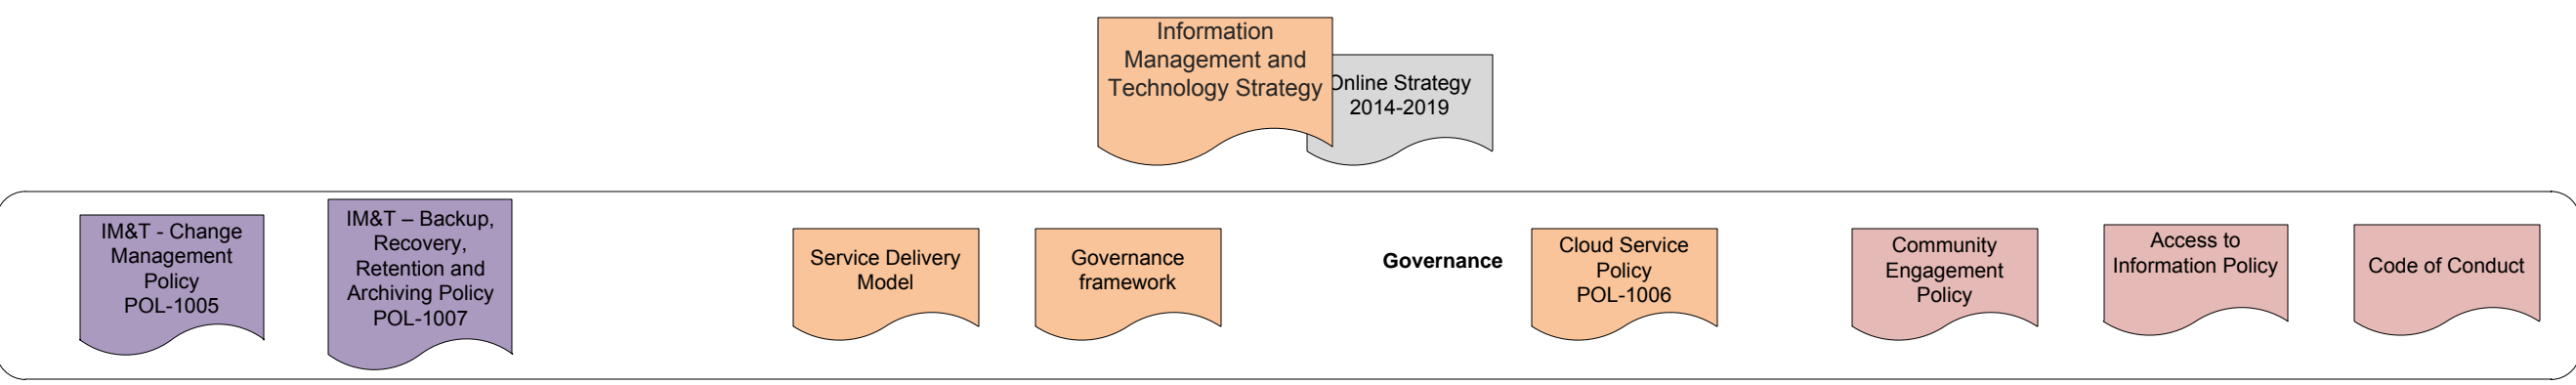 Information
Management and
Technology Strategy
Online Strategy
2014-2019
IM&T - Change
Management
Policy
POL-1005
IM&T – Backup,
Recovery,
Retention and
Archiving Policy
POL-1007
Service Delivery
Model
Governance
framework
Governance
Cloud Service
Policy
POL-1006
Community
Engagement
Policy
Access to
Information Policy
Code of Conduct